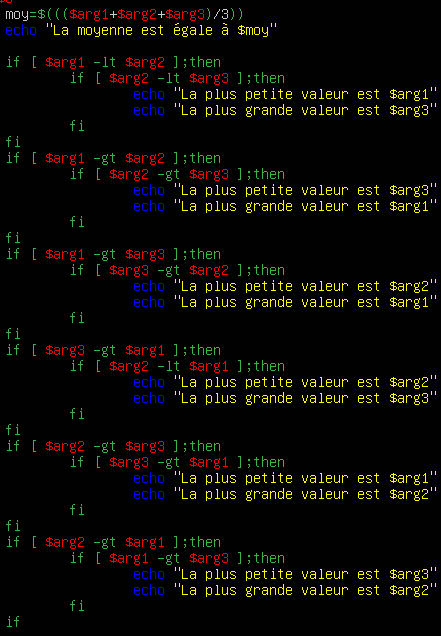 moy=$((($arg1+$arg2+$arg3)/3))
echo "La moyenne est égale à $moy"
if [ $arg1 -lt $arg2 ];then
if [ $arg2 -lt $arg3 ];then
echo "La plus petite valeur est $arg1"
echo "La plus grande valeur est $arg3"
fi
fi
if [ $arg1 -gt $arg2 ];then
if [ $arg2 -gt $arg3 ];then
echo "La plus petite valeur est $arg3"
echo "La plus grande valeur est $arg1"
fi
fi
if [ $arg1 -gt $arg3 ];then
if [ $arg3 -gt $arg2 ];then
echo "La plus petite valeur est $arg2"
echo "La plus grande valeur est $arg1"
fi
fi
if [ $arg3 -gt $arg1 ];then
if [ $arg2 -lt $arg1 ];then
echo "La plus petite valeur est $arg2"
echo "La plus grande valeur est $arg3"
fi
fi
if [ $arg2 -gt $arg3 ];then
if [ $arg3 -gt $arg1 ];then
echo "La plus petite valeur est $arg1"
echo "La plus grande valeur est $arg2"
fi
fi
if [ $arg2 -gt $arg1 ];then
if [ $arg1 -gt $arg3 ];then
echo "La plus petite valeur est $arg3"
echo "La plus grande valeur est $arg2"
fi
if